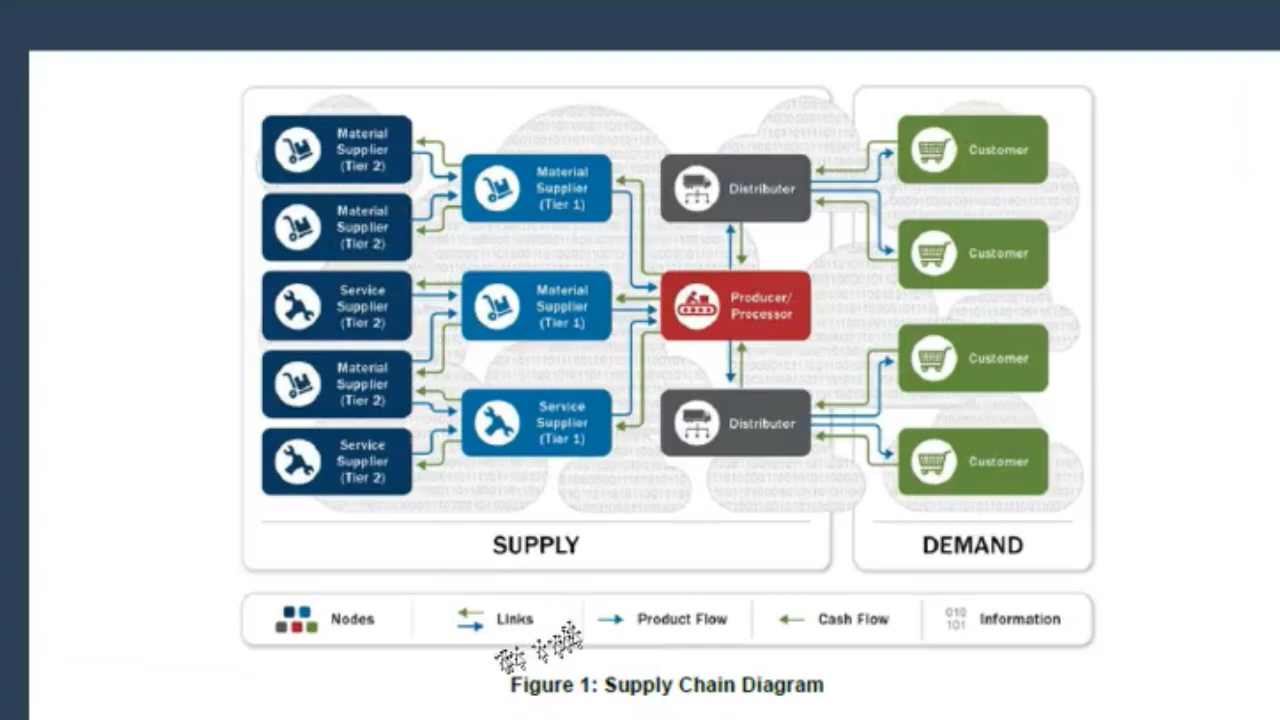 Material
Supplier
(Tier 2)
Material
Supplier
(Tier 2)
Service
Supplier
(Tier 2)
Material
Supplier
(Tier 2)
Service
Supplier
(Tier 2)
Material
Supplier
(Tier 1)
Material
Supplier
(Tier 1)
Service
Supplier
(Tier 1)
Distributor
Producer/
Processor
Distributor
Customer
Customer
Customer
Customer
SUPPLY
DEMAND
Nodes
Links
Product Flow
Cash Flow
010
101
Information
Figure 1: Supply Chain Diagram